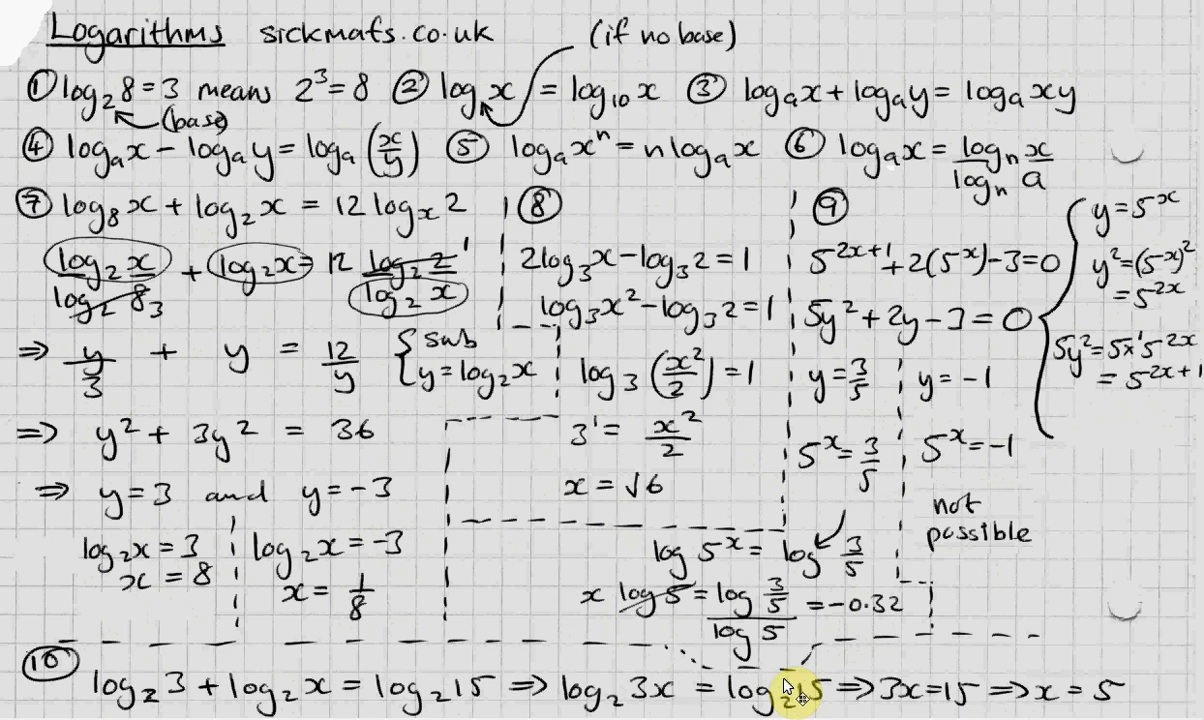 Logarithms sickmafs.co.uk (if no base)
① log₂8=3 means 2³=8 ② log x = log₁₀ x ③ logₐx + logₐy = logₐxy
(base)
④ logₐx − logₐy = logₐ(x/y) ⑤ logₐxⁿ = n logₐx ⑥ logₐx = logₙ x / logₙ a
⑦ log₈x + log₂x = 12 logₓ2
log₂x / log₂8 3 + log₂x = 12 log₂2 1 / log₂x
⇒ y/3 + y = 12/y { sub
y = log₂x
⇒ y² + 3y² = 36
⇒ y=3 and y=−3
log₂x = 3
x = 8
log₂x = −3
x = 1/8
⑧
2log₃x − log₃2 = 1
log₃x² − log₃2 = 1
log₃(x²/2) = 1
3¹ = x²/2
x = √6
⑨
5^(2x+1) + 2(5^x) − 3 = 0
5y² + 2y − 3 = 0
y = 3/5
y = −1
5^x = 3/5
5^x = −1
not
possible
log 5^x = log 3/5
x log 5 = log 3/5 / log 5 = −0.32
y = 5^x
y² = (5^x)²
= 5^2x
5y² = 5×¹5^2x
= 5^(2x+1)
⑩ log₂3 + log₂x = log₂15 ⇒ log₂3x = log₂15 ⇒ 3x=15 ⇒ x = 5